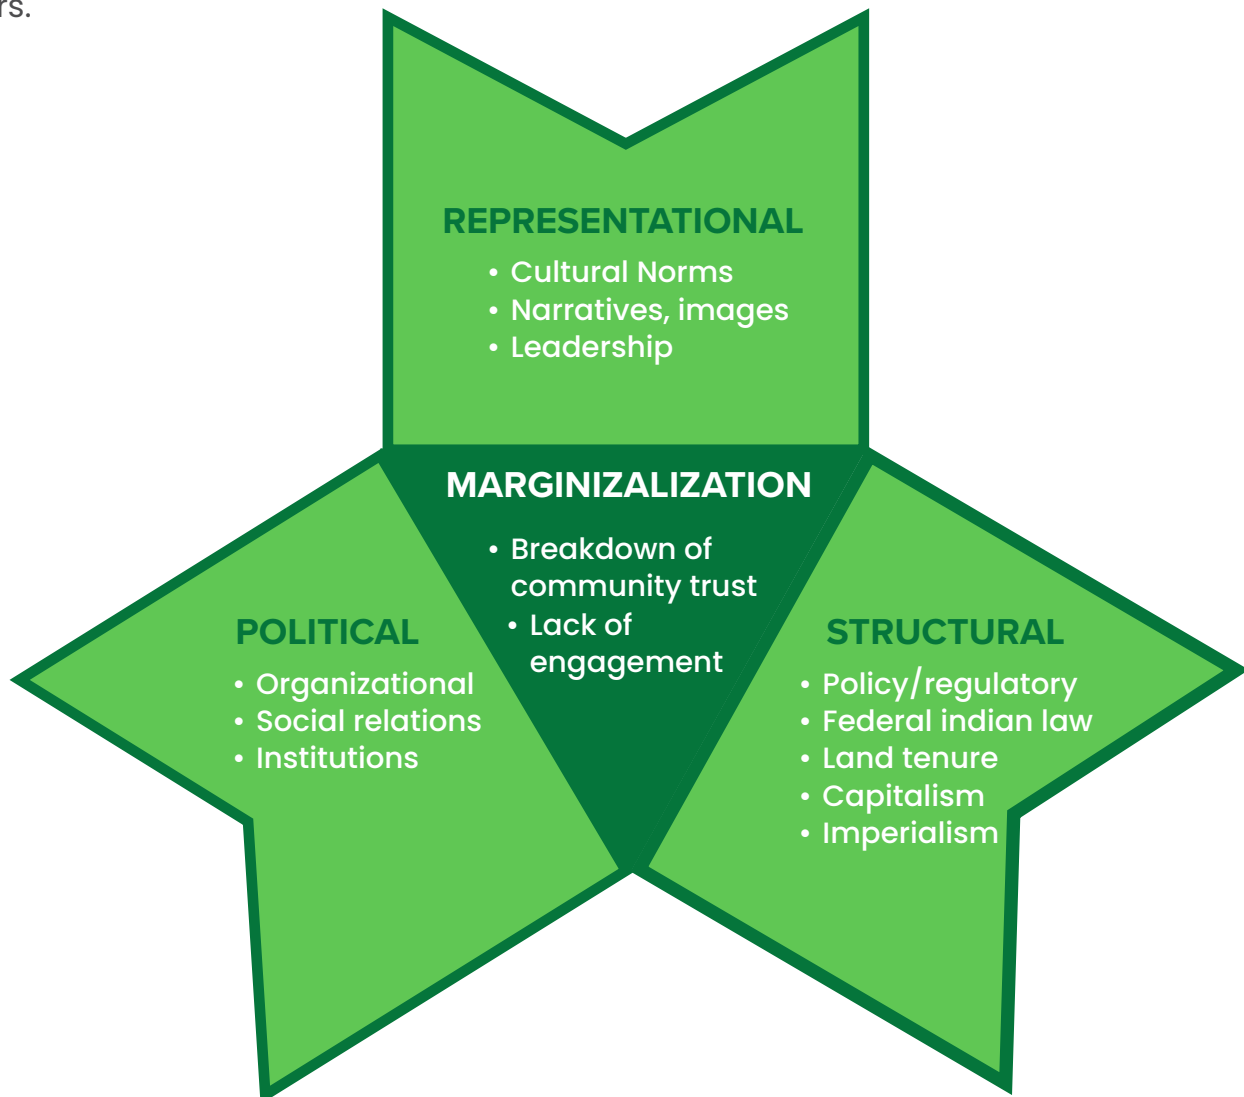 rs.
REPRESENTATIONAL
• Cultural Norms
• Narratives, images
• Leadership
MARGINIZALIZATION
• Breakdown of
community trust
• Lack of
engagement
POLITICAL
• Organizational
• Social relations
• Institutions
STRUCTURAL
• Policy/regulatory
• Federal indian law
• Land tenure
• Capitalism
• Imperialism